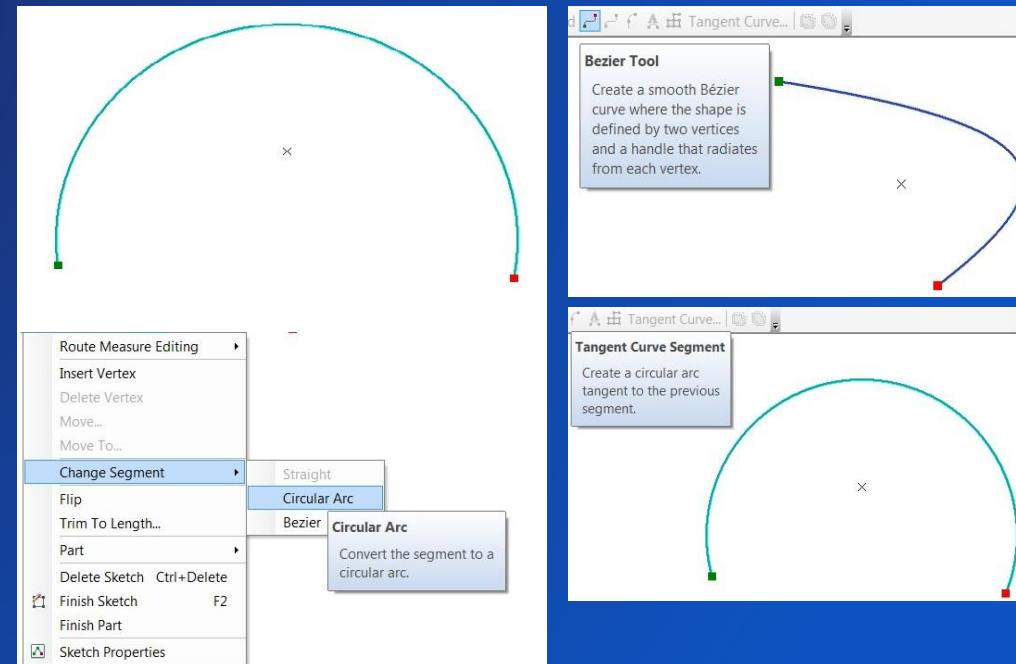 Route Measure Editing
Insert Vertex
Delete Vertex
Move...
Move To...
Change Segment
Flip
Trim To Length...
Part
Delete Sketch Ctrl+Delete
Finish Sketch F2
Finish Part
Sketch Properties
Straight
Circular Arc
Bezier
Circular Arc
Convert the segment to a
circular arc.
Tangent Curve...
Bezier Tool
Create a smooth Bézier
curve where the shape is
defined by two vertices
and a handle that radiates
from each vertex.
Tangent Curve...
Tangent Curve Segment
Create a circular arc
tangent to the previous
segment.